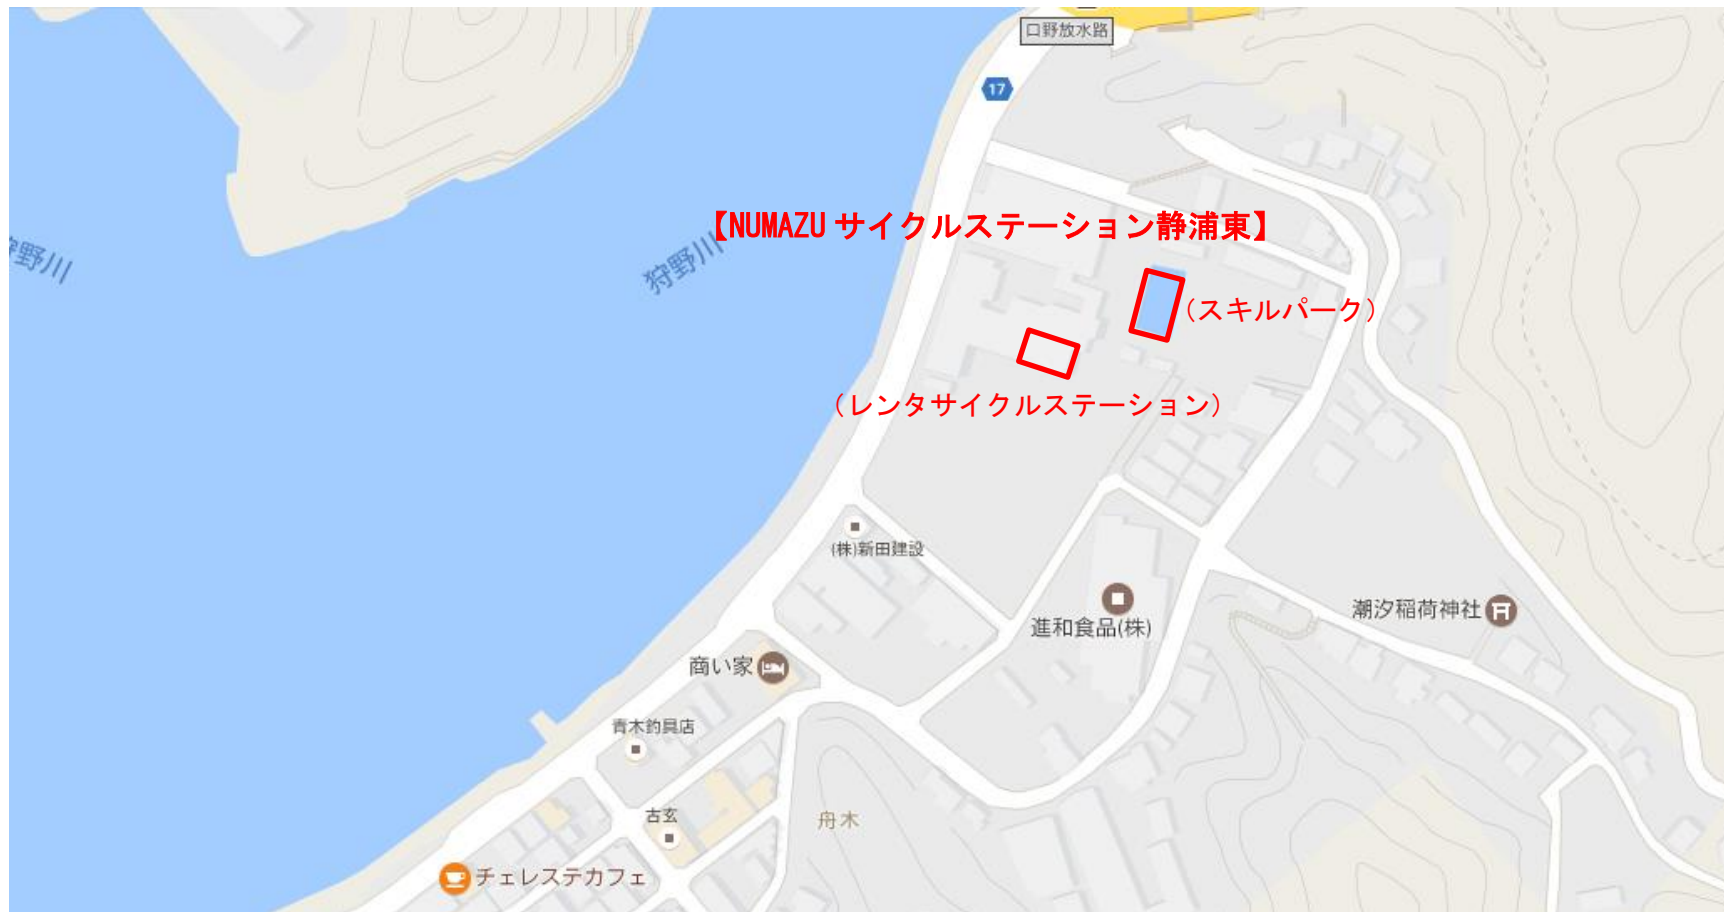 口野放水路
17
【NUMAZU サイクルステーション静浦東】
野川
狩野川
（スキルパーク）
（レンタサイクルステーション）
(株)新田建設
進和食品(株)
潮汐稲荷神社
商い家
青木釣具店
古玄
舟木
チェレステカフェ